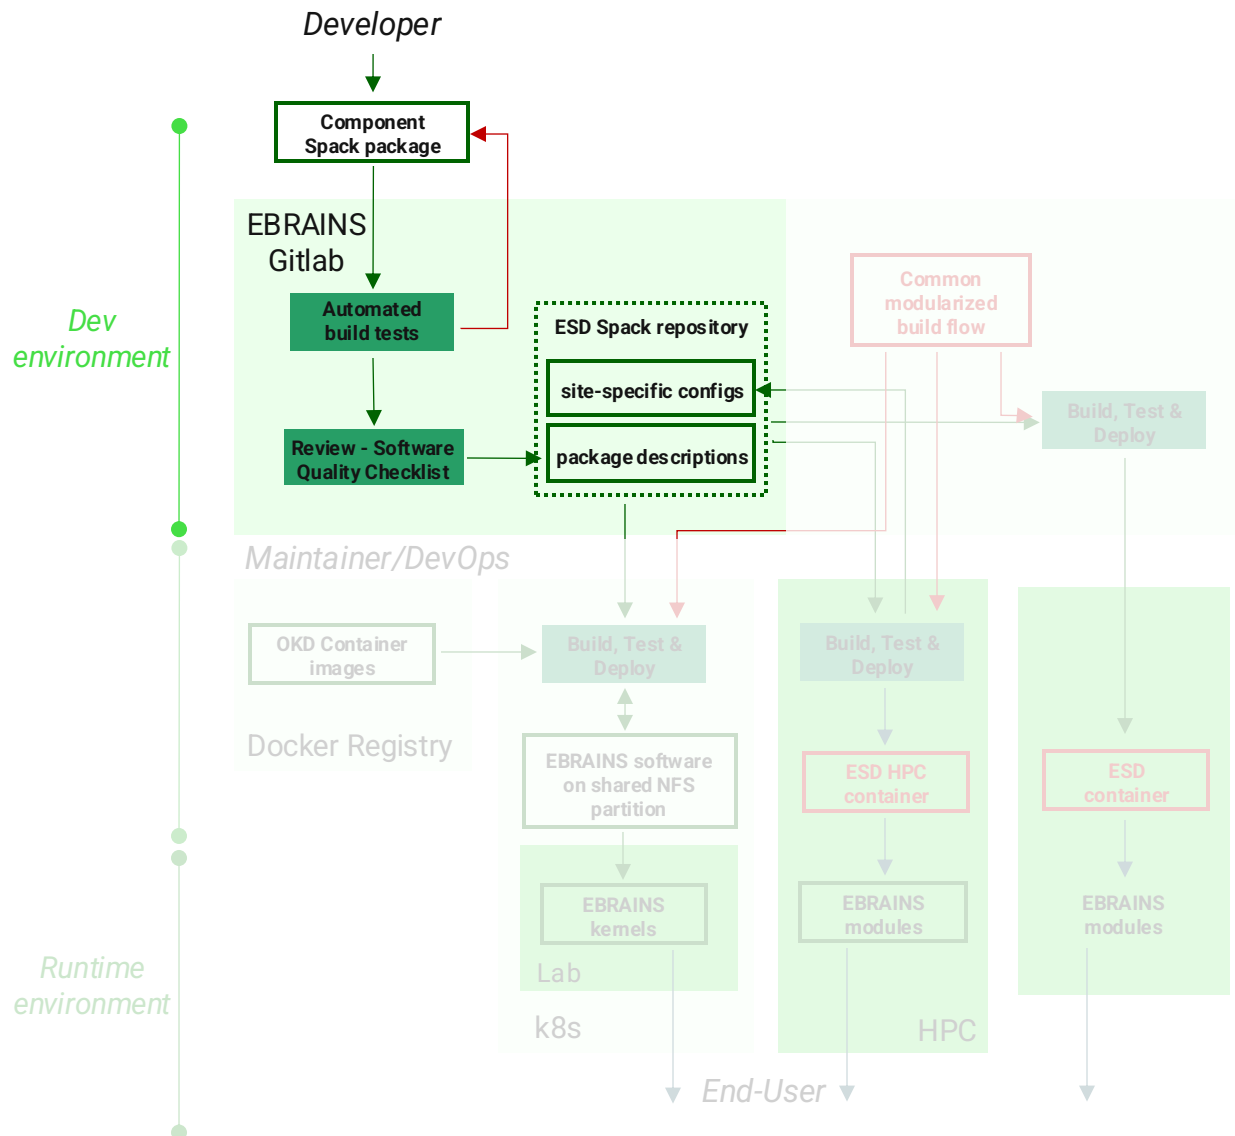 Developer
Component
Spack package
EBRAINS
Gitlab
Automated
build tests
Review - Software
Quality Checklist
ESD Spack repository
site-specific configs
package descriptions
Common
modularized
build flow
Build, Test &
Deploy
Dev
environment
Maintainer/DevOps
OKD Container
images
Docker Registry
Build, Test &
Deploy
EBRAINS software
on shared NFS
partition
EBRAINS
kernels
Lab
k8s
Build, Test &
Deploy
ESD HPC
container
EBRAINS
modules
HPC
ESD
container
EBRAINS
modules
Runtime
environment
End-User